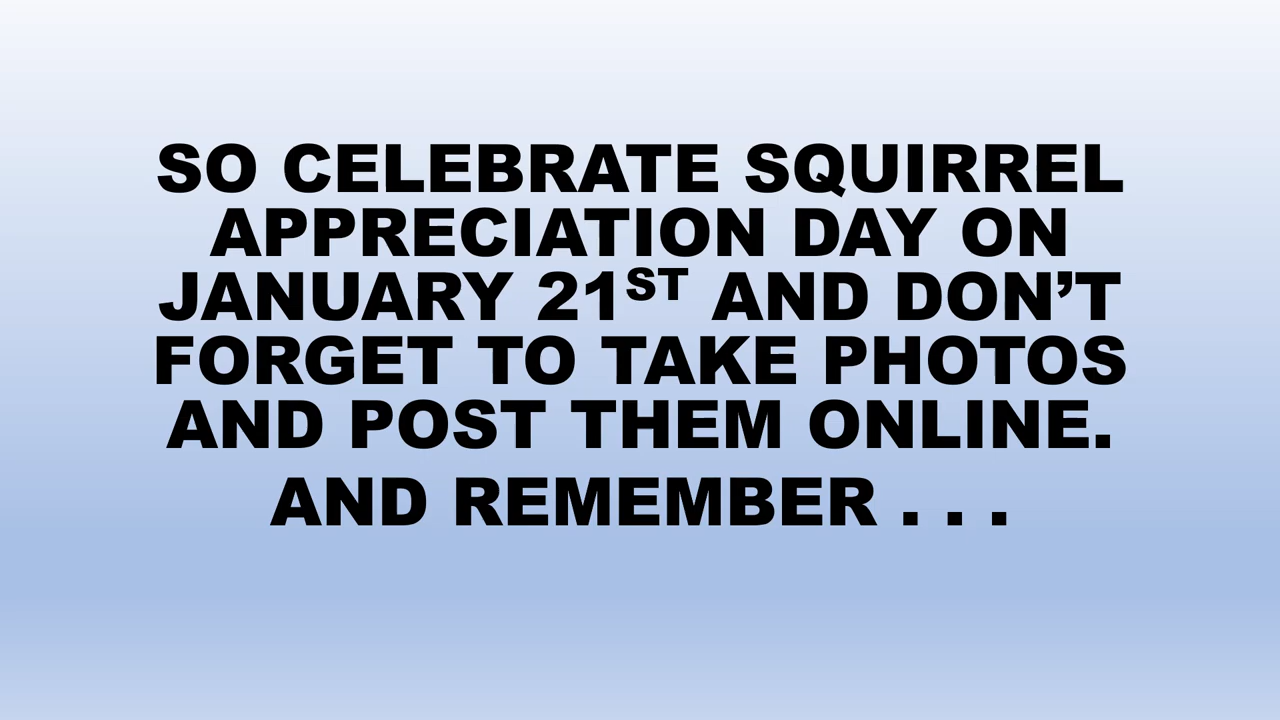 SO CELEBRATE SQUIRREL
APPRECIATION DAY ON
JANUARY 21ST AND DON’T
FORGET TO TAKE PHOTOS
AND POST THEM ONLINE.
AND REMEMBER . . .